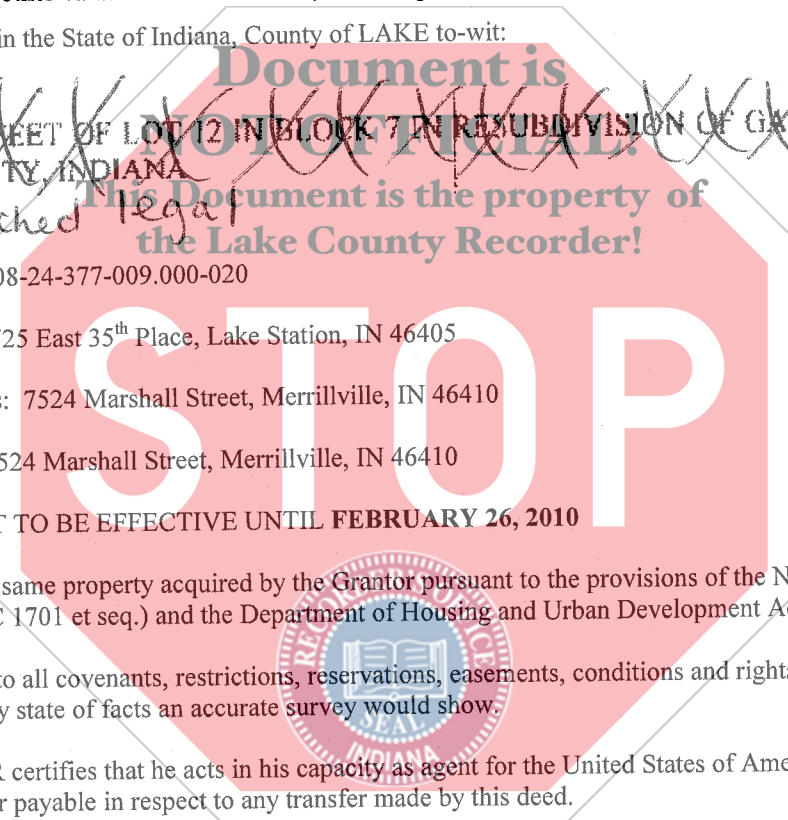 in the State of Indiana, County of LAKE to-wit:
Document is
EET OF LOT 12 IN BLOCK 7 IN RESUBDIVISION OF GA
NOT OFFICIAL!
TY, INDIANA
This Document is the property of
ched legal
the Lake County Recorder!
08-24-377-009.000-020
725 East 35th Place, Lake Station, IN 46405
STOP
s: 7524 Marshall Street, Merrillville, IN 46410
524 Marshall Street, Merrillville, IN 46410
T TO BE EFFECTIVE UNTIL FEBRUARY 26, 2010
same property acquired by the Grantor pursuant to the provisions of the N
C 1701 et seq.) and the Department of Housing and Urban Development A
RECORDER'S OFFICE
to all covenants, restrictions, reservations, easements, conditions and right
y state of facts an accurate survey would show.
SEAL
INDIANA
R certifies that he acts in his capacity as agent for the United States of Ame
r payable in respect to any transfer made by this deed.